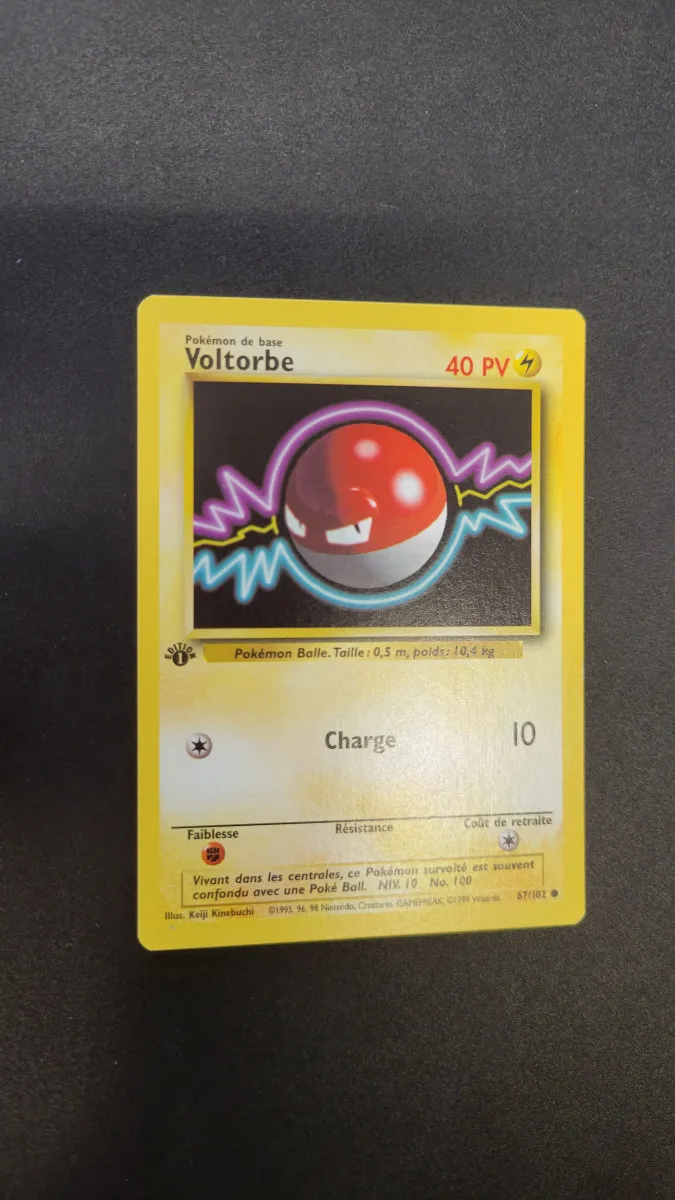 Pokémon de base
Voltorbe
40 PV
EDITION
1
Pokémon Balle. Taille : 0,5 m, poids: 10,4 kg
Charge
10
Faiblesse
Résistance
Coût de retraite
Vivant dans les centrales, ce Pokémon survolté est souvent
confondu avec une Poké Ball. NIV. 10 No. 100
Illus. Keiji Kinebuchi ©1995, 96, 98 Nintendo, Creatures, GAMEFREAK. ©1999 Wizards. 67/102